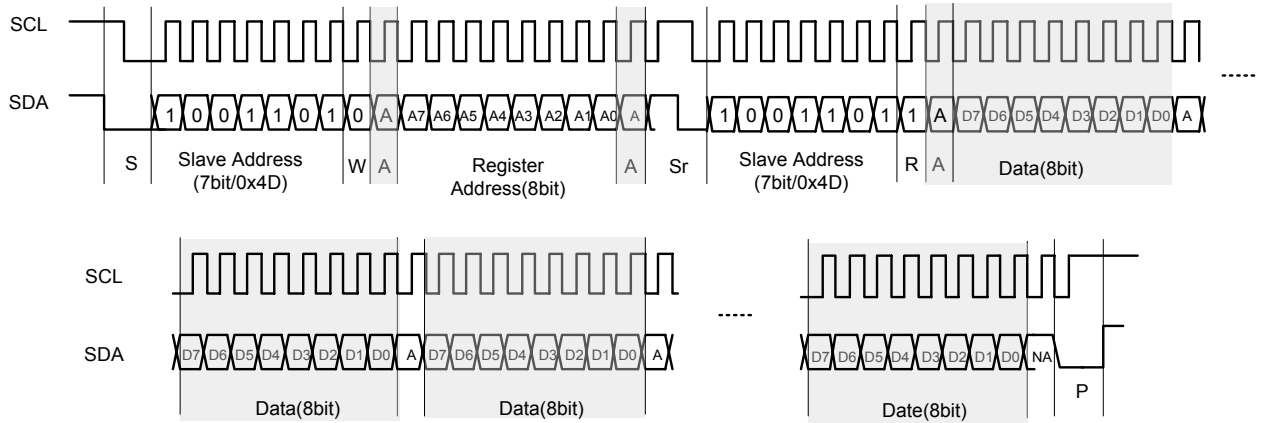 SCL
SDA 1 0 0 1 1 0 1 0 A A7 A6 A5 A4 A3 A2 A1 A0 A 1 0 0 1 1 0 1 1 A D7 D6 D5 D4 D3 D2 D1 D0 A
S Slave Address W A Register A Sr Slave Address R A Data(8bit)
(7bit/0x4D) Address(8bit) (7bit/0x4D)
SCL
SDA D7 D6 D5 D4 D3 D2 D1 D0 A D7 D6 D5 D4 D3 D2 D1 D0 A D7 D6 D5 D4 D3 D2 D1 D0 NA
Data(8bit) Data(8bit) Date(8bit) P